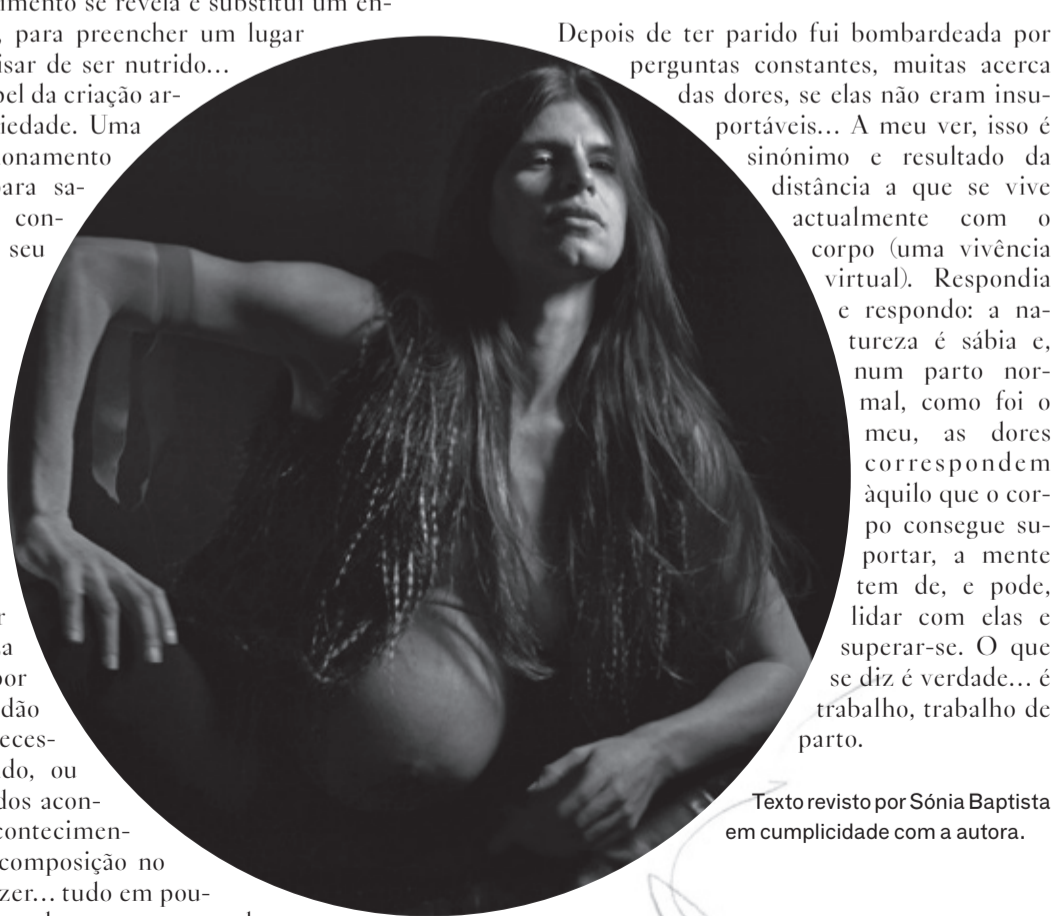 imento se revela e substitui um en-
, para preencher um lugar
isar de ser nutrido...
pel da criação ar-
iedade. Uma
onamento
para sa-
con-
seu
r
a
por
dão
eces-
do, ou
dos acon-
contecimen-
composição no
zer... tudo em pou-
Depois de ter parido fui bombardeada por
perguntas constantes, muitas acerca
das dores, se elas não eram insu-
portáveis... A meu ver, isso é
sinónimo e resultado da
distância a que se vive
actualmente com o
corpo (uma vivência
virtual). Respondia
e respondo: a na-
tureza é sábia e,
num parto nor-
mal, como foi o
meu, as dores
correspondem
àquilo que o cor-
po consegue su-
portar, a mente
tem de, e pode,
lidar com elas e
superar-se. O que
se diz é verdade... é
trabalho, trabalho de
parto.
Texto revisto por Sónia Baptista
em cumplicidade com a autora.